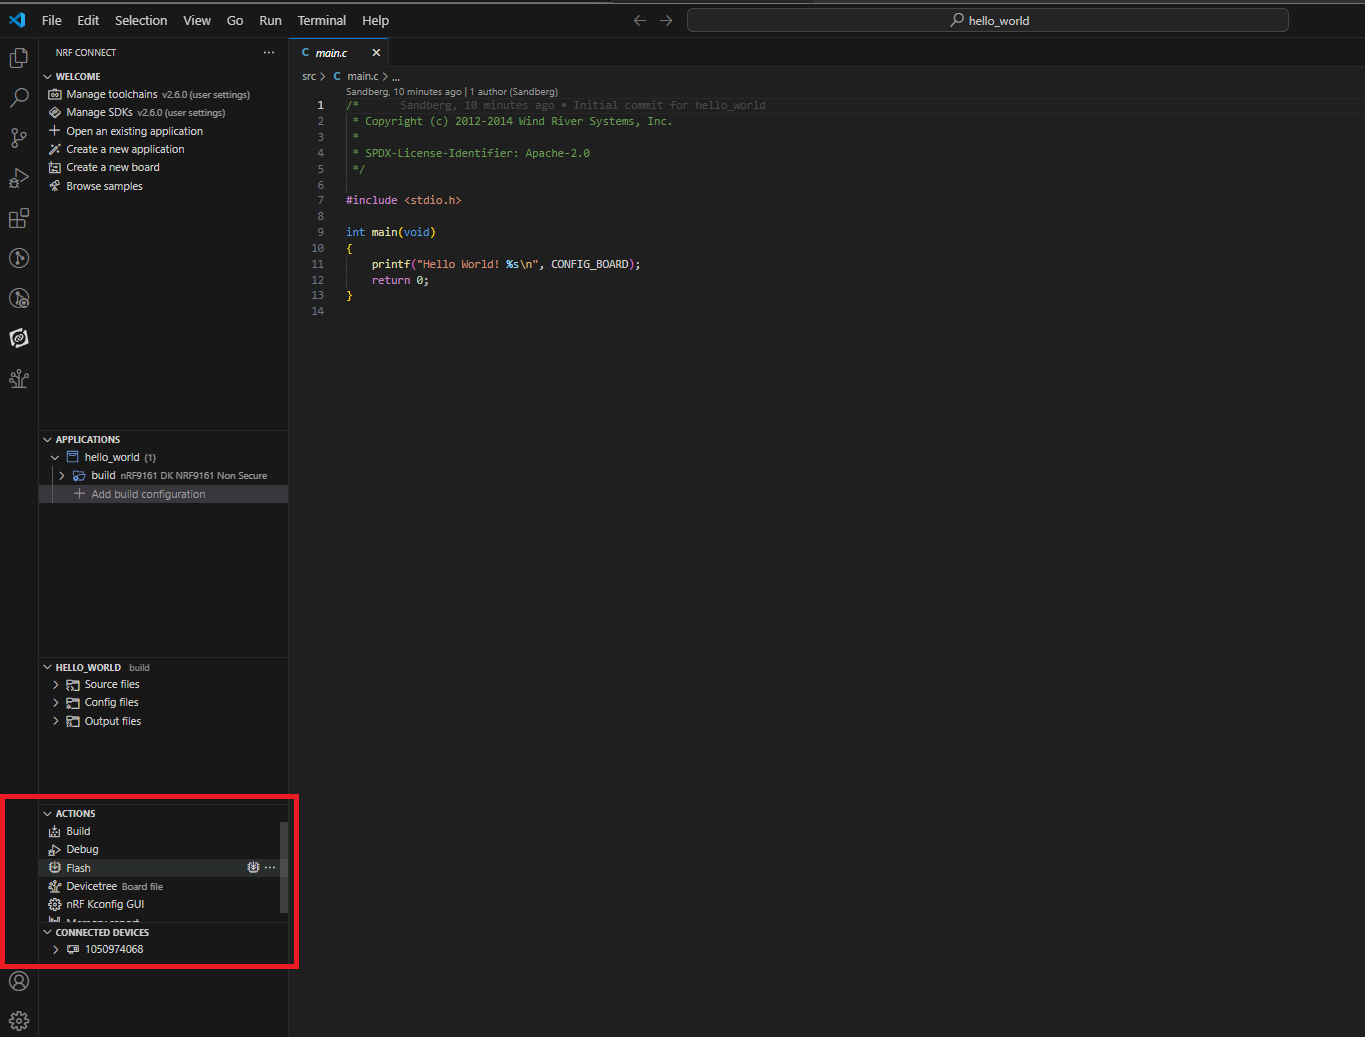 File Edit Selection View Go Run Terminal Help
hello_world
NRF CONNECT ...
WELCOME
Manage toolchains v2.6.0 (user settings)
Manage SDKs v2.6.0 (user settings)
Open an existing application
Create a new application
Create a new board
Browse samples
APPLICATIONS
hello_world (1)
build nRF9161 DK NRF9161 Non Secure
Add build configuration
HELLO_WORLD build
Source files
Config files
Output files
ACTIONS
Build
Debug
Flash ...
Devicetree Board file
nRF Kconfig GUI
Memory report
CONNECTED DEVICES
1050974068
C main.c
src > C main.c > ...
Sandberg, 10 minutes ago | 1 author (Sandberg)
1 /* Sandberg, 10 minutes ago • Initial commit for hello_world
2 * Copyright (c) 2012-2014 Wind River Systems, Inc.
3 *
4 * SPDX-License-Identifier: Apache-2.0
5 */
6
7 #include <stdio.h>
8
9 int main(void)
10 {
11 printf("Hello World! %s\n", CONFIG_BOARD);
12 return 0;
13 }
14